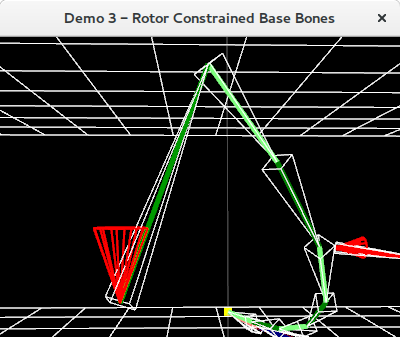 Demo 3 – Rotor Constrained Base Bones